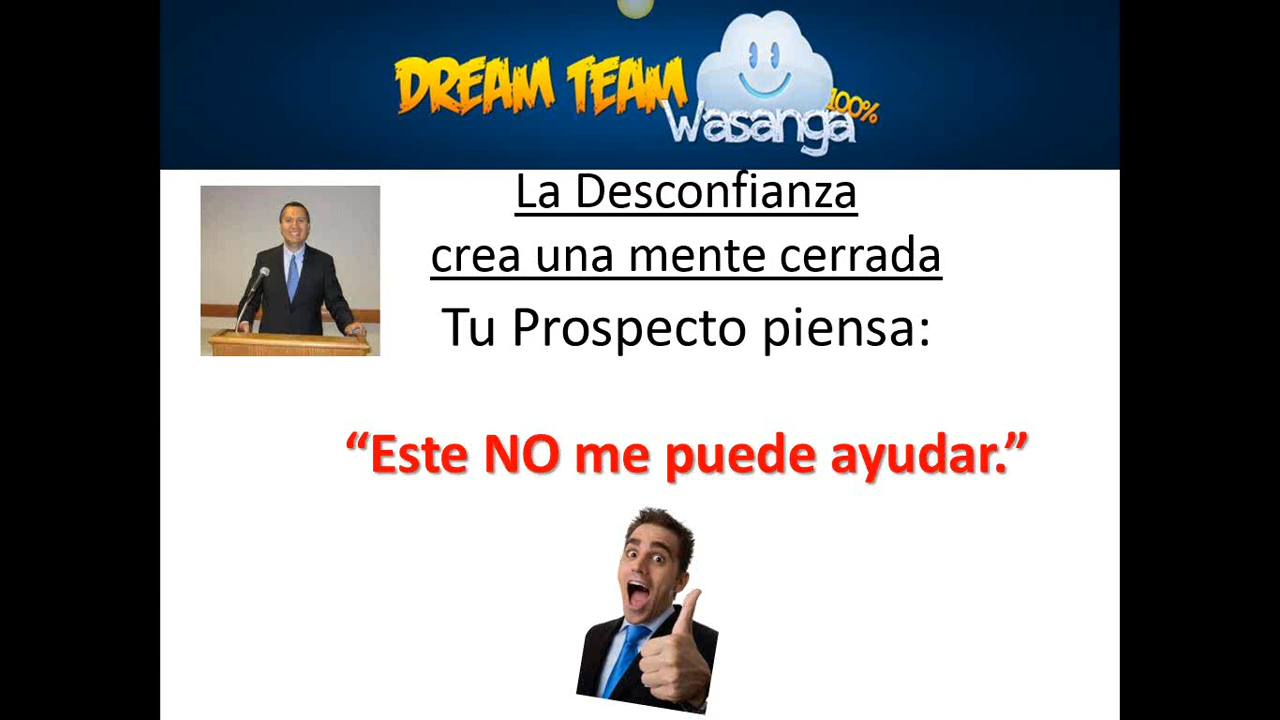 DREAM TEAM
Wasanga
100%
La Desconfianza
crea una mente cerrada
Tu Prospecto piensa:
“Este NO me puede ayudar.”